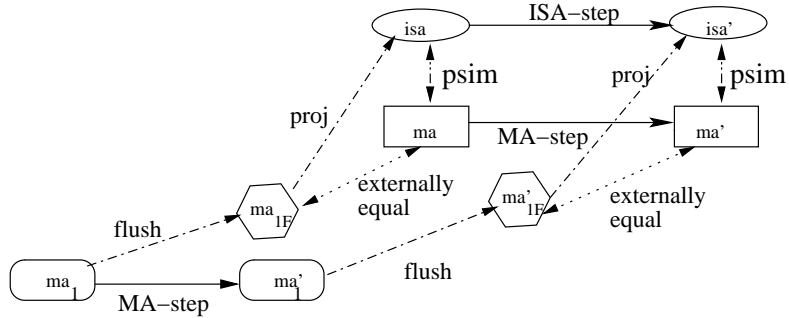 isa ISA−step isa'
psim proj psim
proj ma MA−step ma'
externally equal
externally equal
flush ma1F ma'1F
flush
ma1 MA−step ma'1